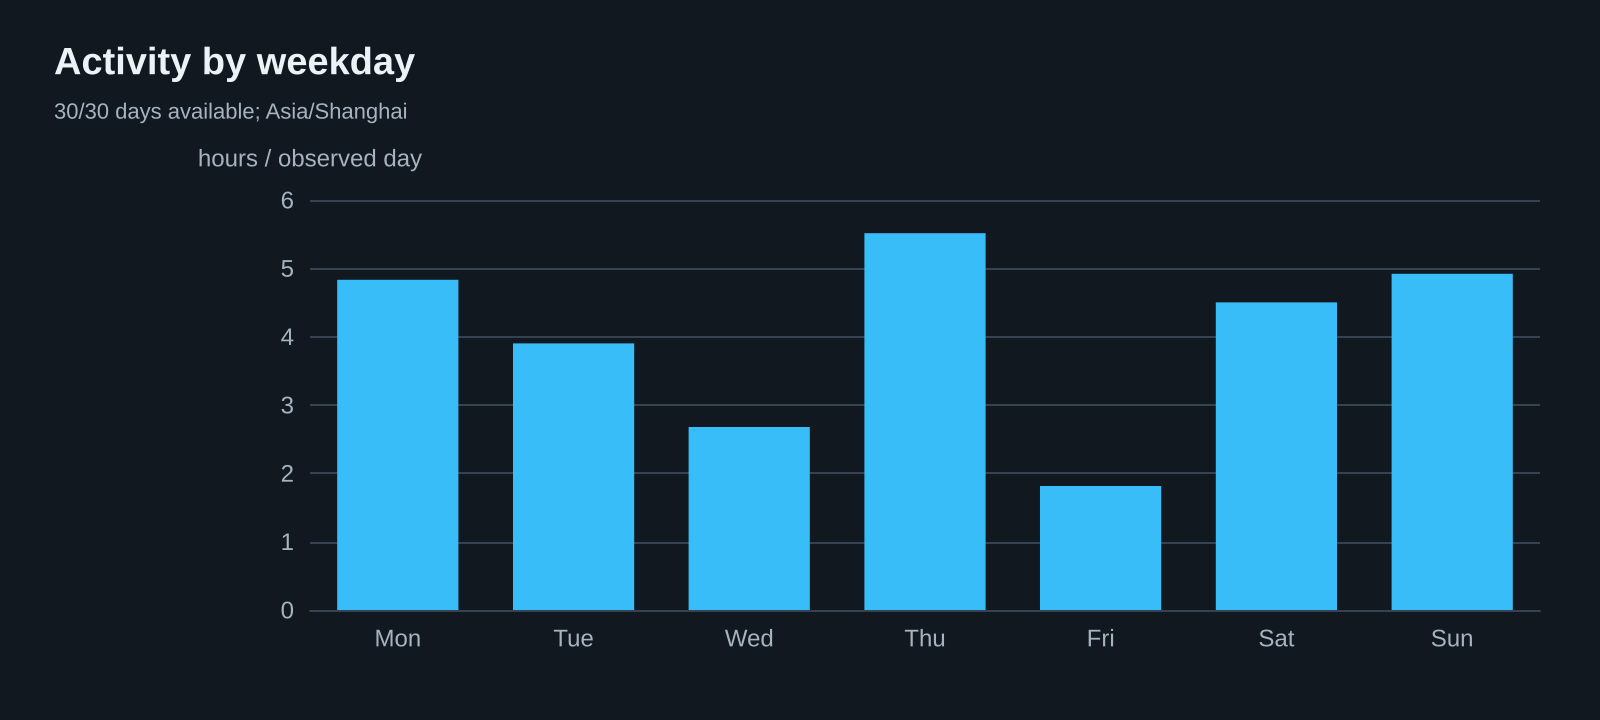 Activity by weekday
30/30 days available; Asia/Shanghai
hours / observed day
6
5
4
3
2
1
0
Mon Tue Wed Thu Fri Sat Sun